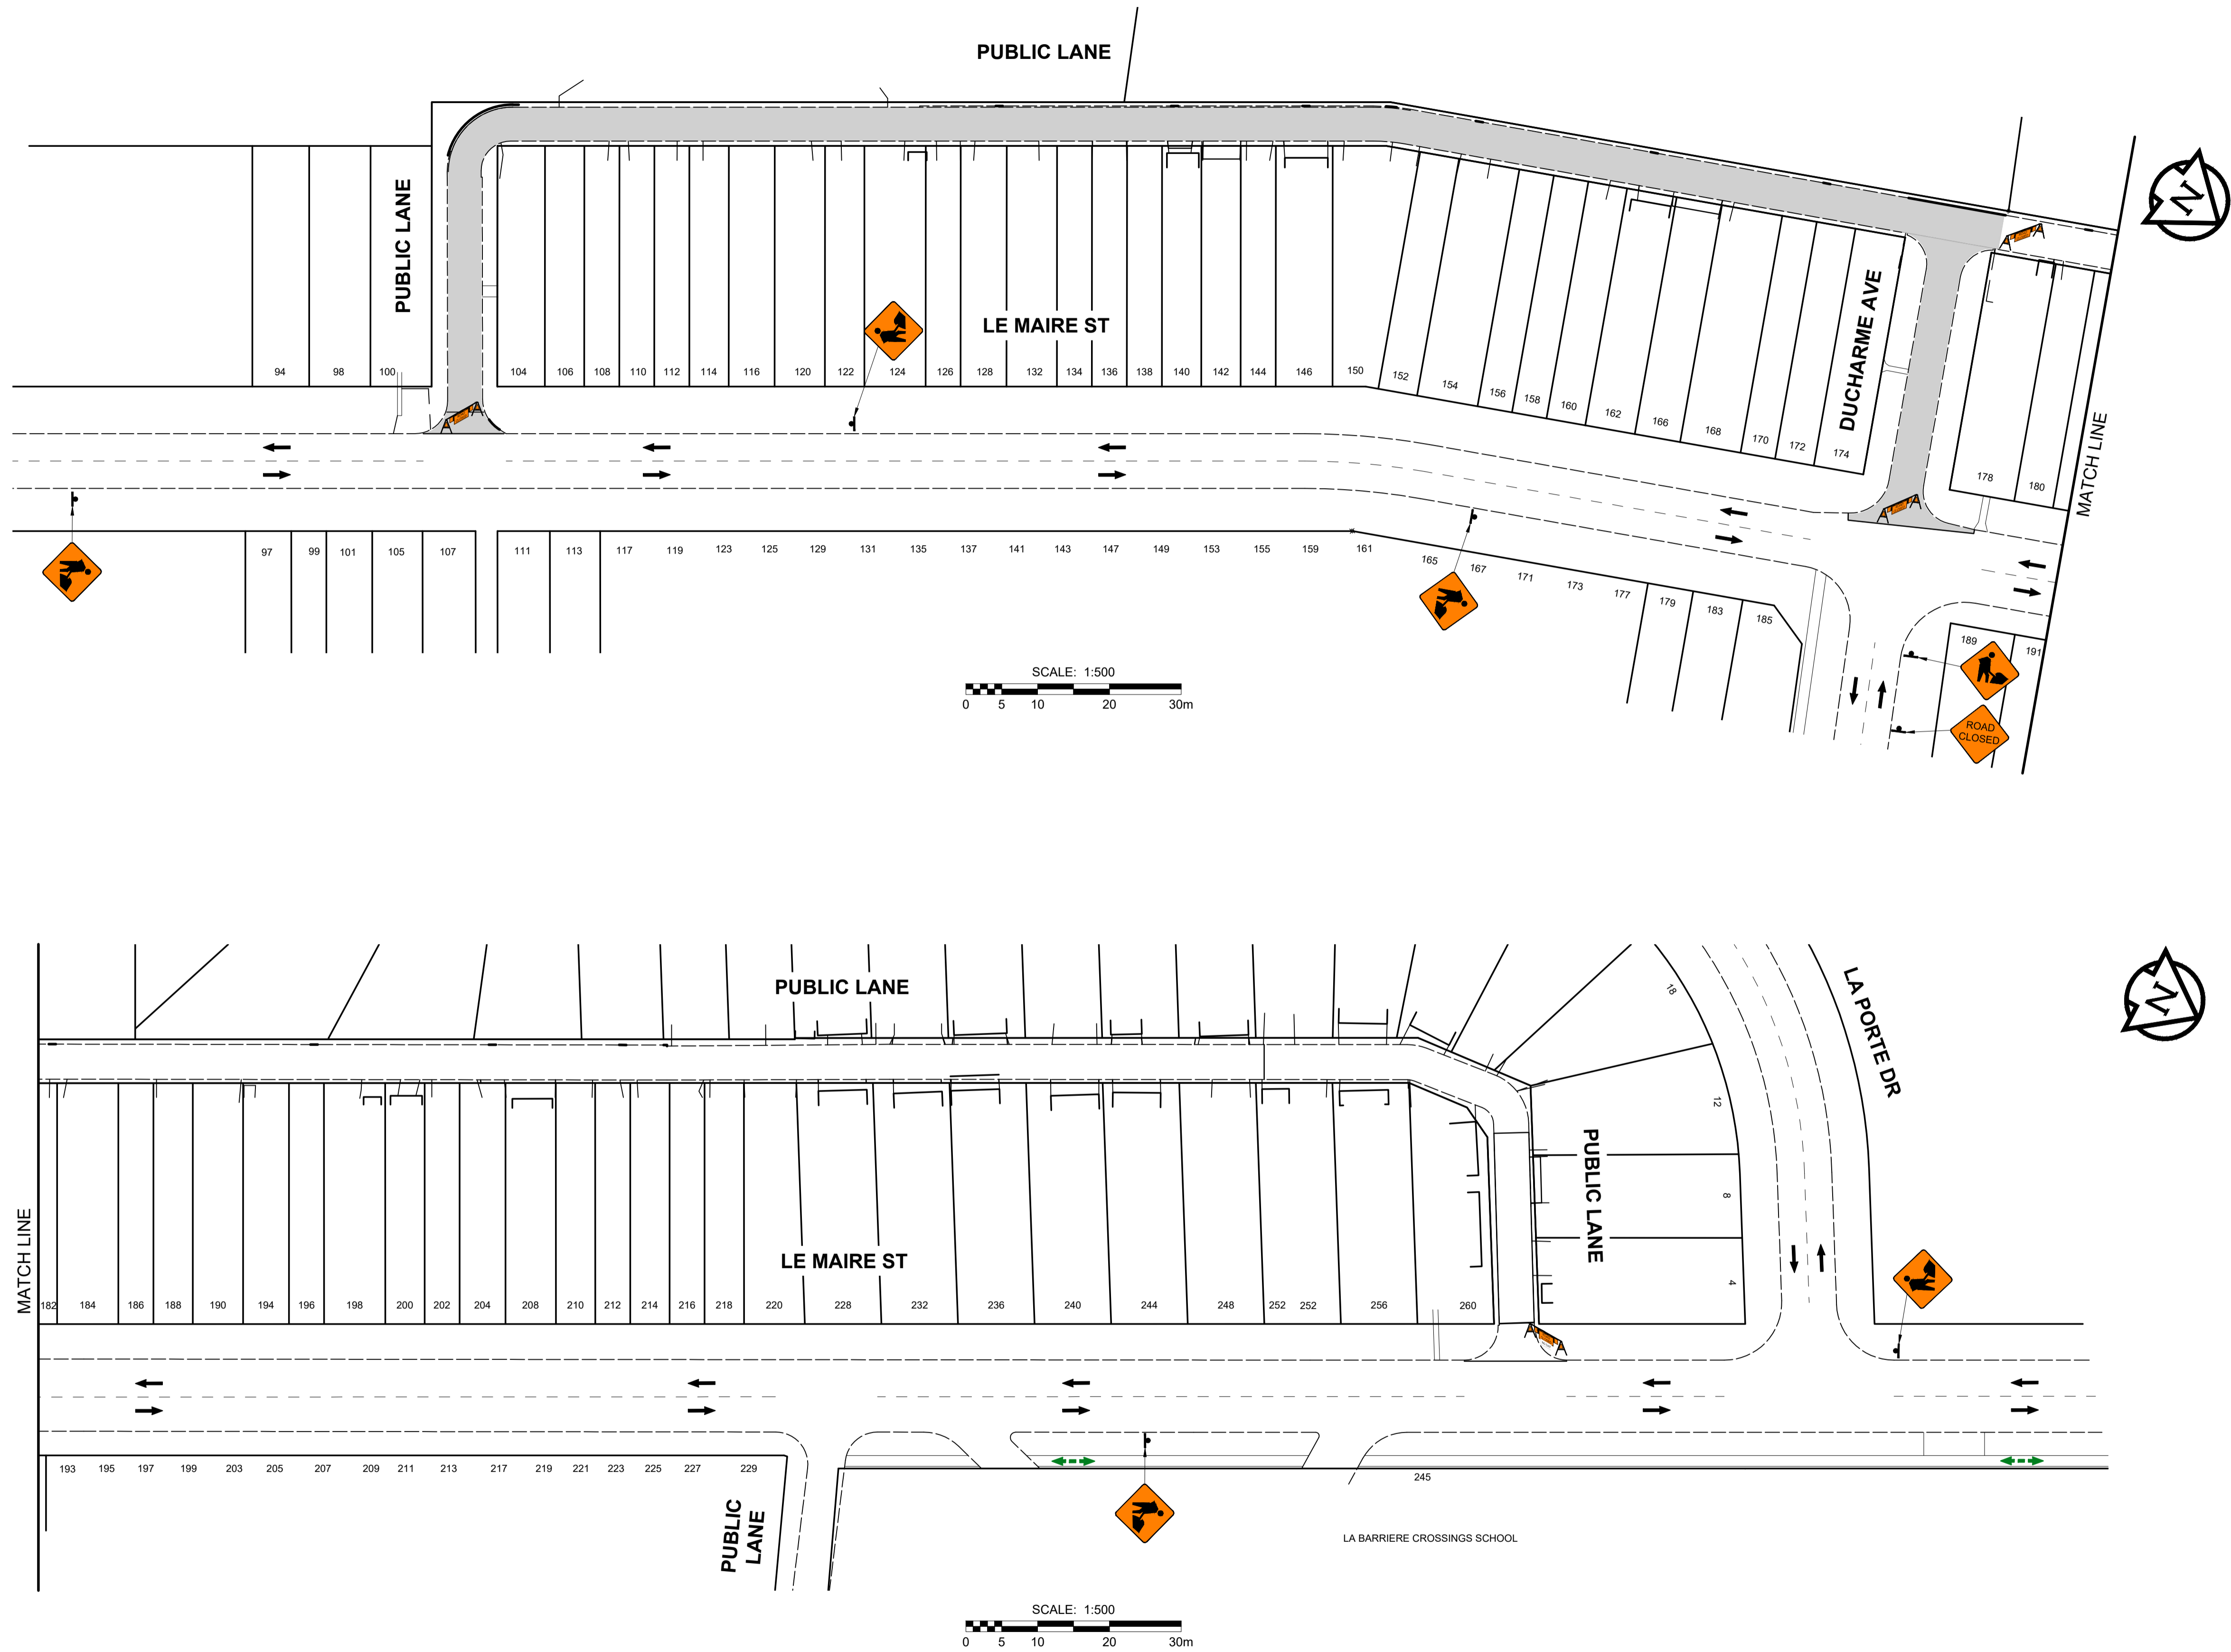 PUBLIC LANE
PUBLIC LANE
N
LE MAIRE ST
DUCHARME AVE
MATCH LINE
94 98 100 104 106 108 110 112 114 116 120 122 124 126 128 132 134 136 138 140 142 144 146 150 152 154 156 158 160 162 166 168 170 172 174 178 180
97 99 101 105 107 111 113 117 119 123 125 129 131 135 137 141 143 147 149 153 155 159 161 165 167 171 173 177 179 183 185 189 191
ROAD
CLOSED
SCALE: 1:500
0 5 10 20 30m
PUBLIC LANE
N
LA PORTE DR
18
12
8
4
PUBLIC LANE
MATCH LINE
LE MAIRE ST
182 184 186 188 190 194 196 198 200 202 204 208 210 212 214 216 218 220 228 232 236 240 244 248 252 252 256 260
193 195 197 199 203 205 207 209 211 213 217 219 221 223 225 227 229 245
PUBLIC
LANE
LA BARRIERE CROSSINGS SCHOOL
SCALE: 1:500
0 5 10 20 30m